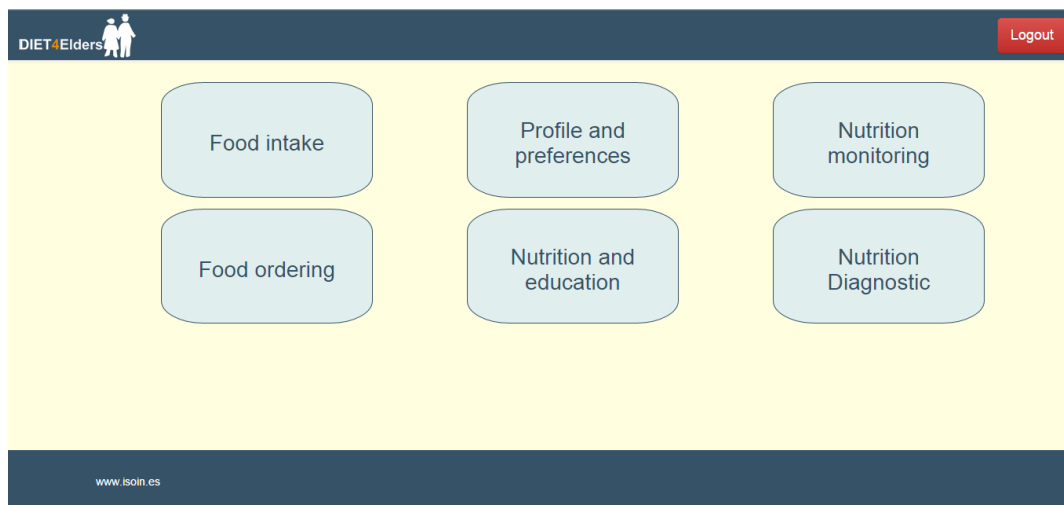 DIET4Elders
Logout
Food intake
Profile and
preferences
Nutrition
monitoring
Food ordering
Nutrition and
education
Nutrition
Diagnostic
www.isoin.es